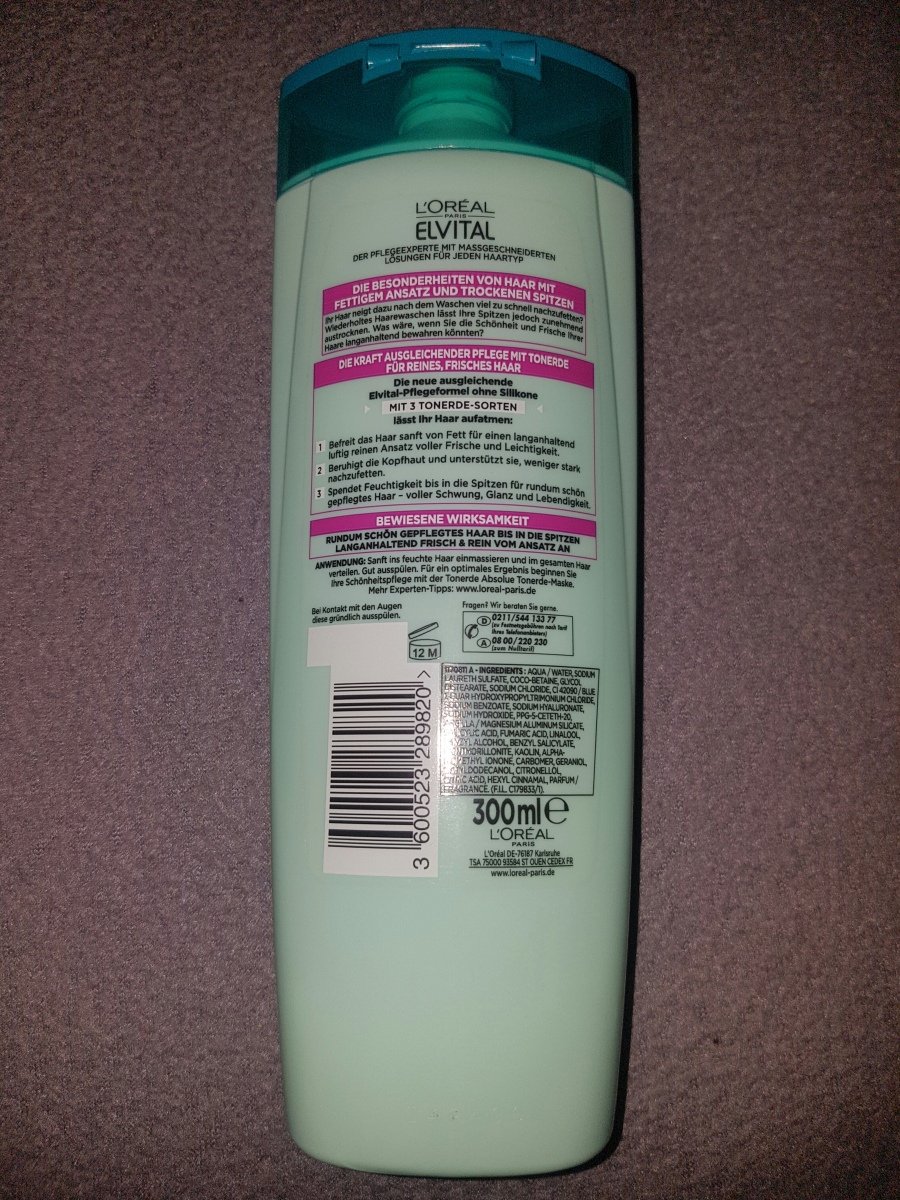 L'ORÉAL
PARIS
ELVITAL
DER PFLEGEEXPERTE MIT MASSGESCHNEIDERTEN
LÖSUNGEN FÜR JEDEN HAARTYP
DIE BESONDERHEITEN VON HAAR MIT
FETTIGEM ANSATZ UND TROCKENEN SPITZEN
Ihr Haar neigt dazu nach dem Waschen viel zu schnell nachzufetten?
Wiederholtes Haarewaschen lässt Ihre Spitzen jedoch zunehmend
austrocknen. Was wäre, wenn Sie die Schönheit und Frische Ihrer
Haare langanhaltend bewahren könnten?
DIE KRAFT AUSGLEICHENDER PFLEGE MIT TONERDE
FÜR REINES, FRISCHES HAAR
Die neue ausgleichende
Elvital-Pflegeformel ohne Silikone
MIT 3 TONERDE-SORTEN
lässt Ihr Haar aufatmen:
1 Befreit das Haar sanft von Fett für einen langanhaltend
luftig reinen Ansatz voller Frische und Leichtigkeit.
2 Beruhigt die Kopfhaut und unterstützt sie, weniger stark
nachzufetten.
3 Spendet Feuchtigkeit bis in die Spitzen für rundum schön
gepflegtes Haar – voller Schwung, Glanz und Lebendigkeit.
BEWIESENE WIRKSAMKEIT
RUNDUM SCHÖN GEPFLEGTES HAAR BIS IN DIE SPITZEN
LANGANHALTEND FRISCH & REIN VOM ANSATZ AN
ANWENDUNG: Sanft ins feuchte Haar einmassieren und im gesamten Haar
verteilen. Gut ausspülen. Für ein optimales Ergebnis beginnen Sie
Ihre Schönheitspflege mit der Tonerde Absolue Tonerde-Maske.
Mehr Experten-Tipps: www.loreal-paris.de
Bei Kontakt mit den Augen
diese gründlich ausspülen.
12 M
Fragen? Wir beraten Sie gerne.
D 0211/544 133 77
(zu Festnetzgebühren nach Tarif
Ihres Telefonanbieters)
A 08 00/220 230
(zum Nulltarif)
3 600523 289820 >
A - INGREDIENTS: AQUA / WATER, SODIUM
LAURETH SULFATE, COCO-BETAINE, GLYCOL
DISTEARATE, SODIUM CHLORIDE, CI 42090 / BLUE
HYDROXYPROPYLTRIMONIUM CHLORIDE,
SODIUM BENZOATE, SODIUM HYALURONATE,
HYDROXIDE, PPG-5-CETETH-20,
/ MAGNESIUM ALUMINUM SILICATE,
ACID, FUMARIC ACID, LINALOOL,
ALCOHOL, BENZYL SALICYLATE,
KAOLIN, ALPHA-
IONONE, CARBOMER, GERANIOL,
CITRONELLOL,
ACID, HEXYL CINNAMAL, PARFUM /
FRAGRANCE. (F.I.L. C179833/1).
300 ml e
L'ORÉAL
PARIS
L'Oréal DE-76187 Karlsruhe
TSA 75000 93584 ST OUEN CEDEX FR
www.loreal-paris.de